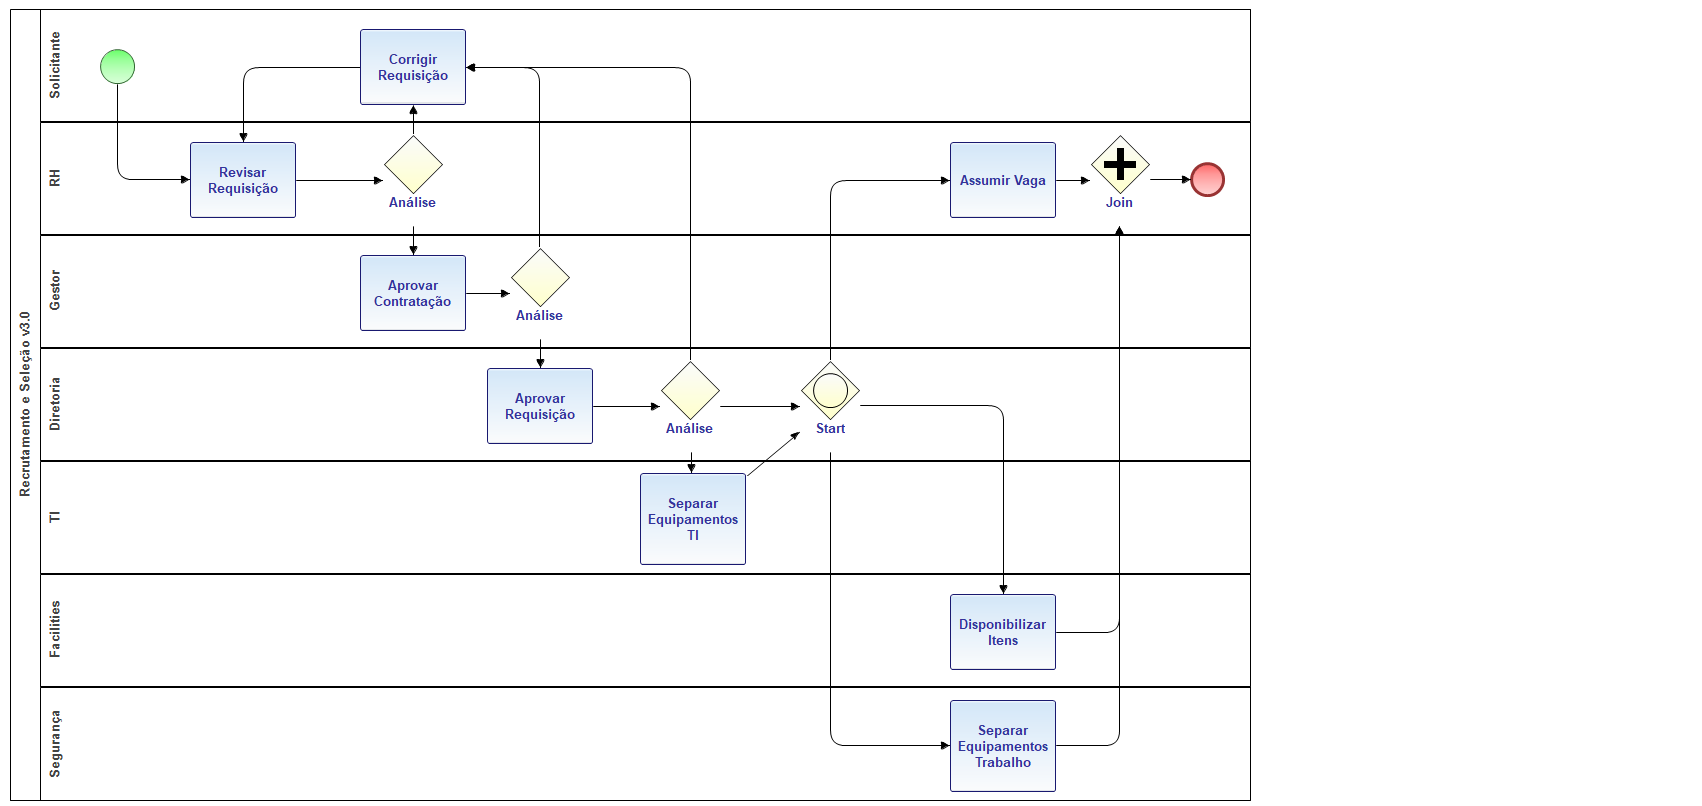 Recrutamento e Seleção v3.0
Solicitante
Corrigir
Requisição
RH
Revisar
Requisição
Análise
Assumir Vaga
Join
Gestor
Aprovar
Contratação
Análise
Diretoria
Aprovar
Requisição
Análise
Start
TI
Separar
Equipamentos
TI
Facilities
Disponibilizar
Itens
Segurança
Separar
Equipamentos
Trabalho